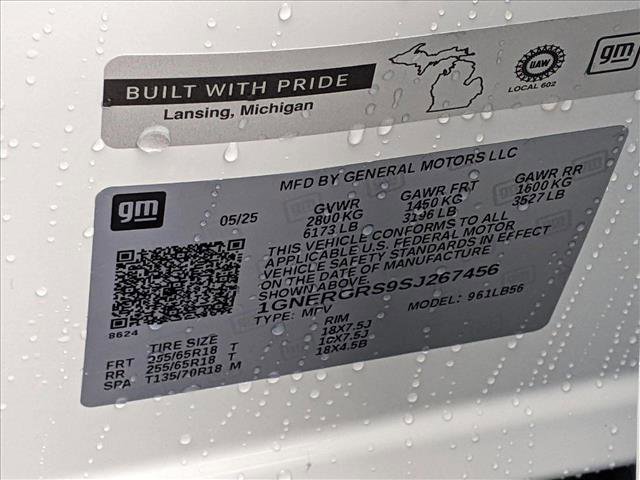 BUILT WITH PRIDE
Lansing, Michigan
UAW
LOCAL 602
gm
gm
MFD BY GENERAL MOTORS LLC
05/25
GVWR GAWR FRT GAWR RR
2800 KG 1450 KG 1600 KG
6173 LB 3196 LB 3527 LB
THIS VEHICLE CONFORMS TO ALL
APPLICABLE U.S. FEDERAL MOTOR
VEHICLE SAFETY STANDARDS IN EFFECT
ON THE DATE OF MANUFACTURE
SHOWN ABOVE.
1GNERGRS9SJ267456
TYPE: MPV MODEL: 961LB56
8624
TIRE SIZE RIM
FRT 255/65R18 T 18X7.5J
RR 255/65R18 T 18X7.5J
SPA T135/70R18 M 18X4.5B